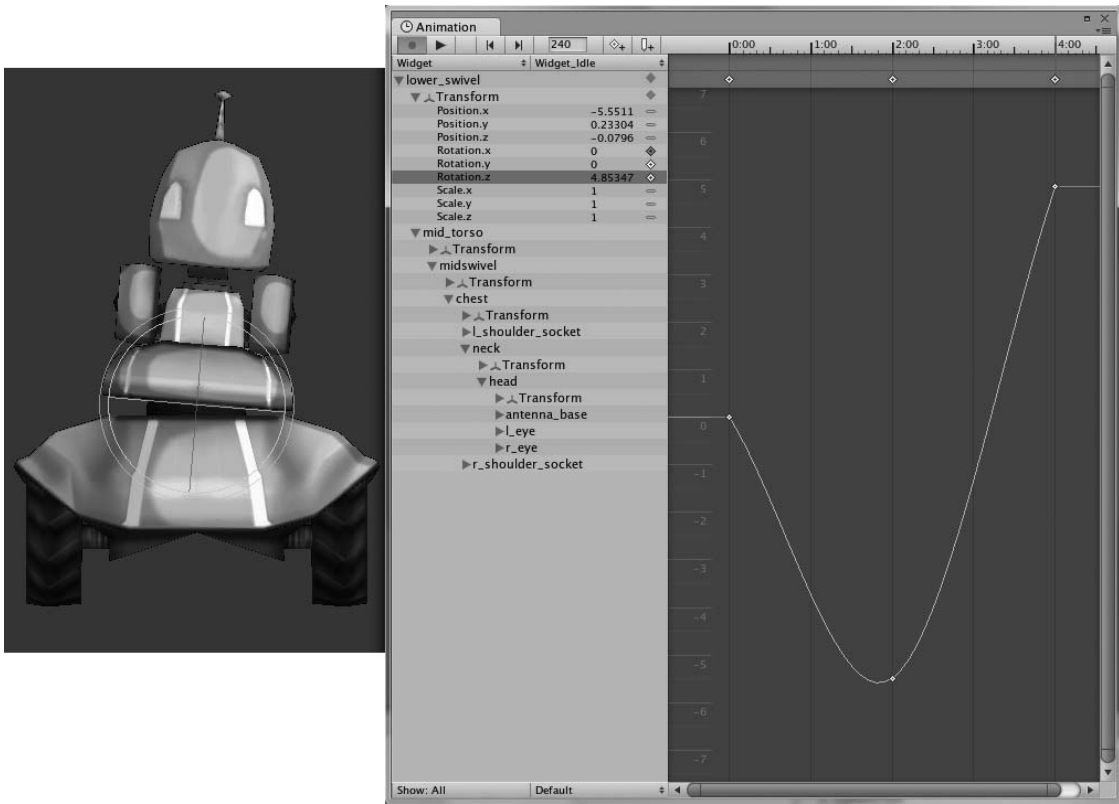 Animation
240
0:00 1:00 2:00 3:00 4:00
Widget Widget_Idle
lower_swivel
Transform
Position.x -5.5511
Position.y 0.23304
Position.z -0.0796
Rotation.x 0
Rotation.y 0
Rotation.z 4.85347
Scale.x 1
Scale.y 1
Scale.z 1
mid_torso
Transform
midswivel
Transform
chest
Transform
l_shoulder_socket
neck
Transform
head
Transform
antenna_base
l_eye
r_eye
r_shoulder_socket
7
6
5
4
3
2
1
0
-1
-2
-3
-4
-5
-6
-7
Show: All Default